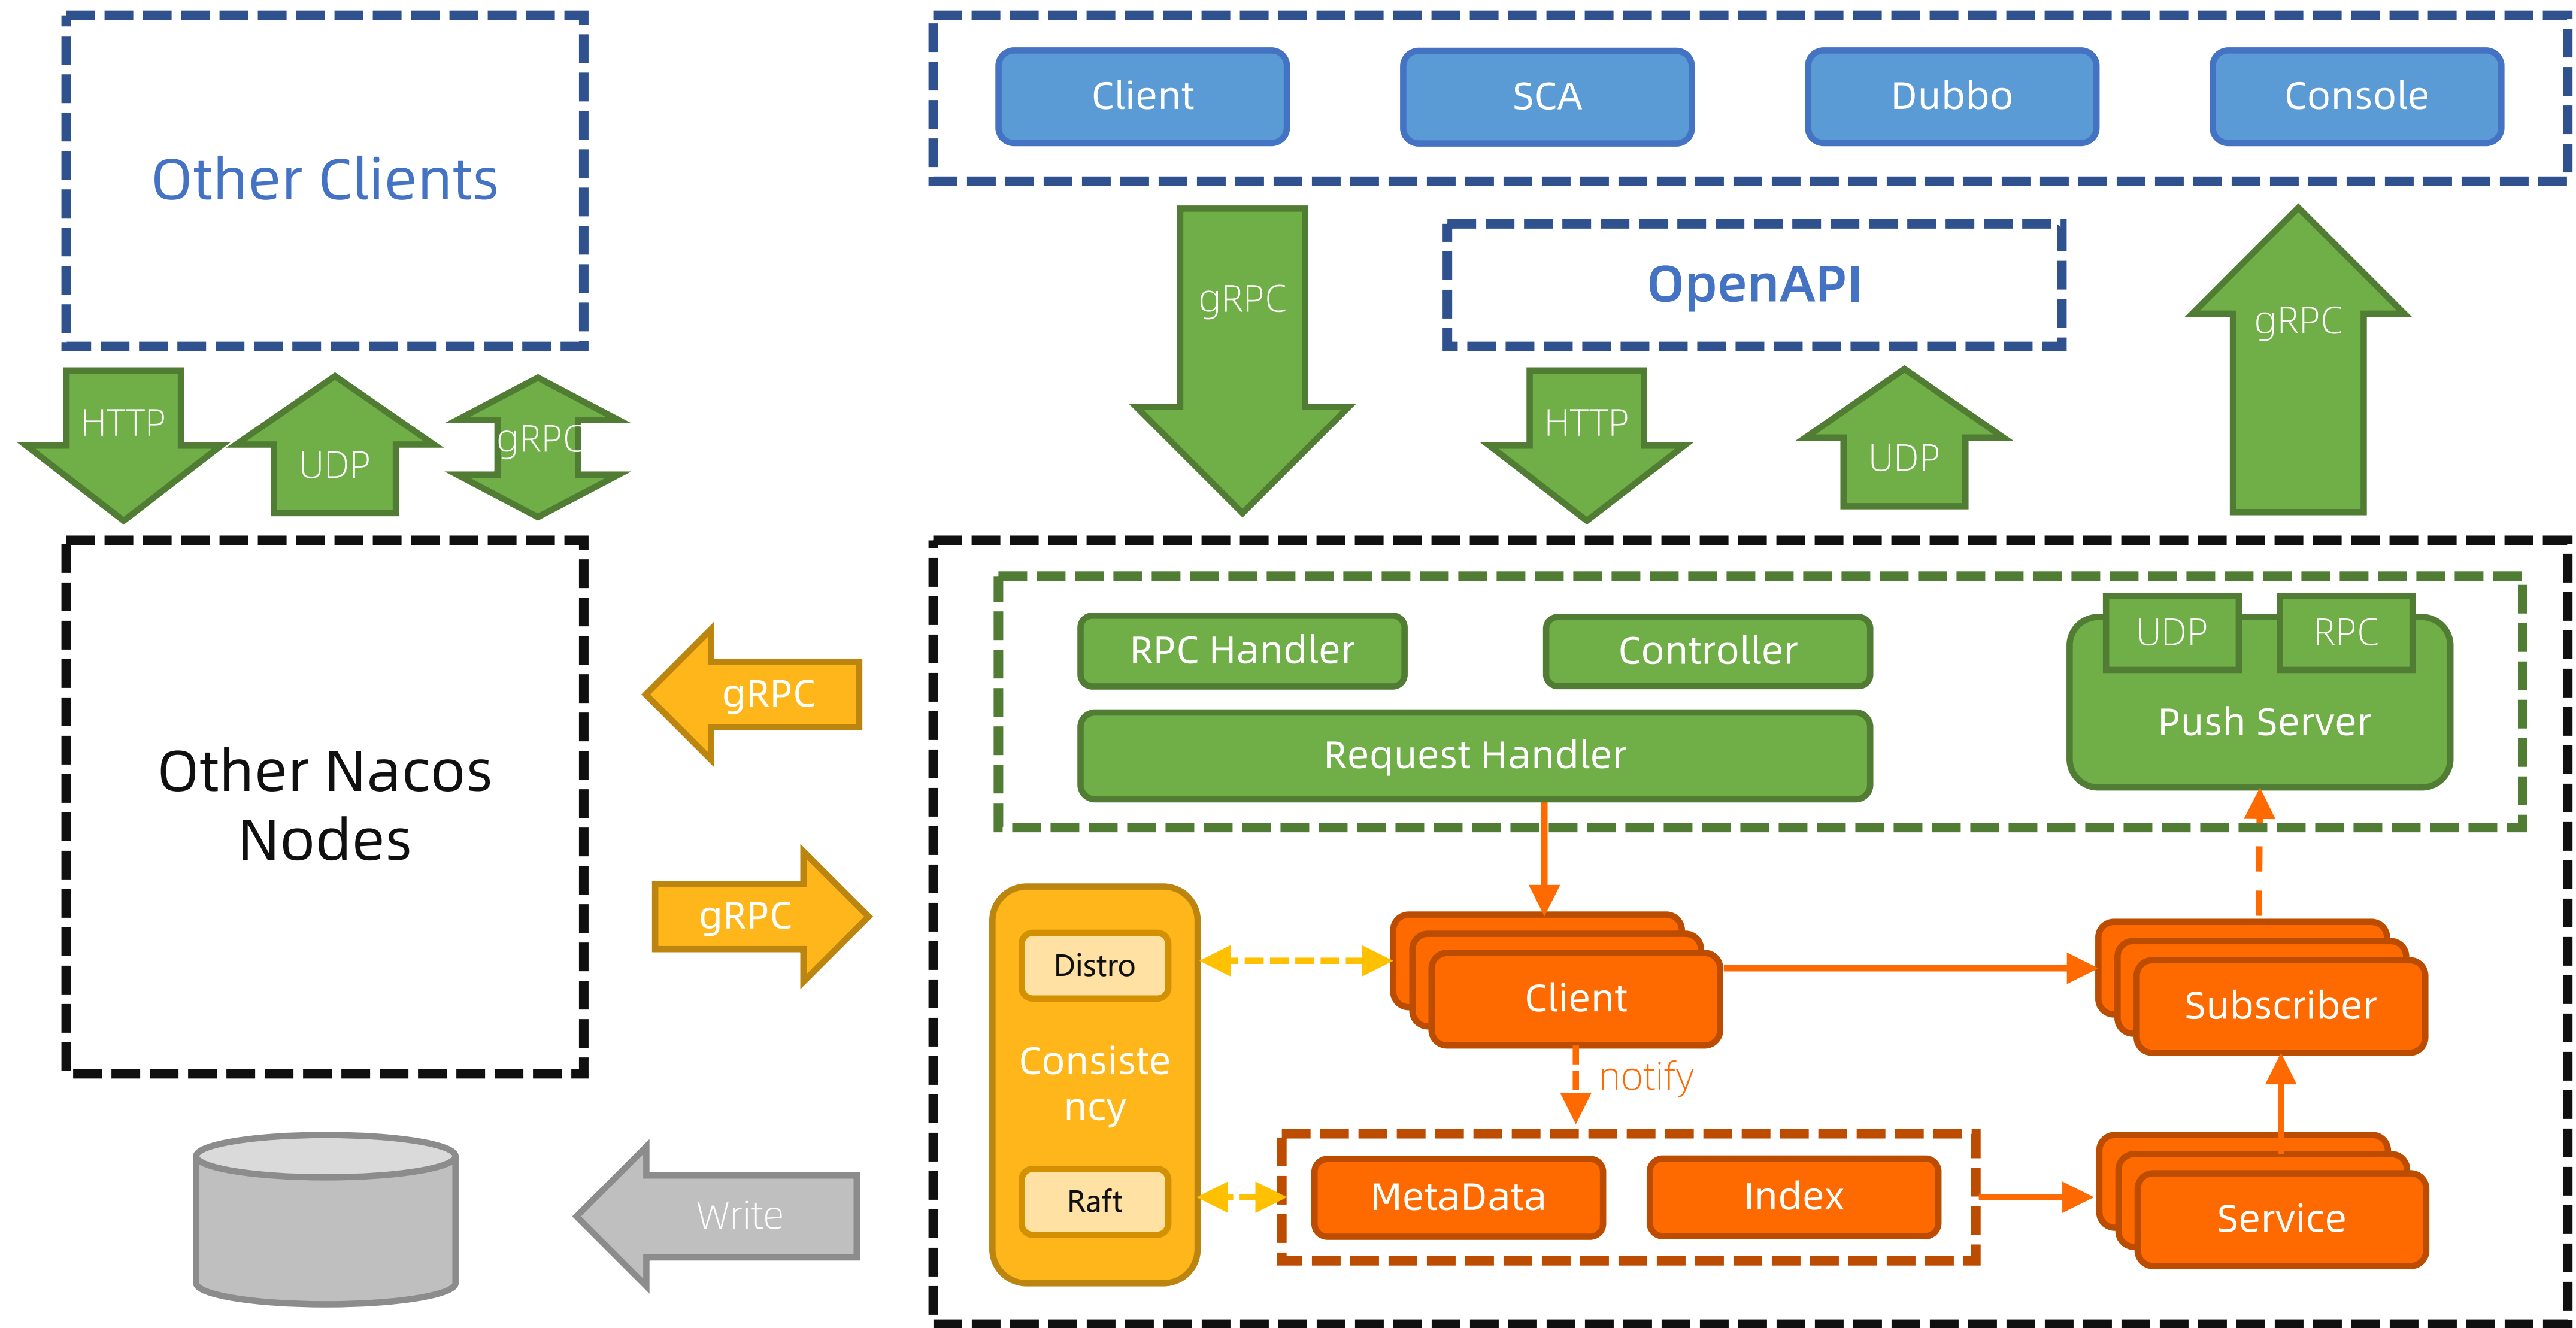 Other Clients
Client
SCA
Dubbo
Console
OpenAPI
gRPC
gRPC
HTTP
UDP
gRPC
HTTP
UDP
Other Nacos
Nodes
gRPC
gRPC
Write
RPC Handler
Controller
Request Handler
UDP
RPC
Push Server
Distro
Consiste
ncy
Raft
Client
notify
Subscriber
MetaData
Index
Service